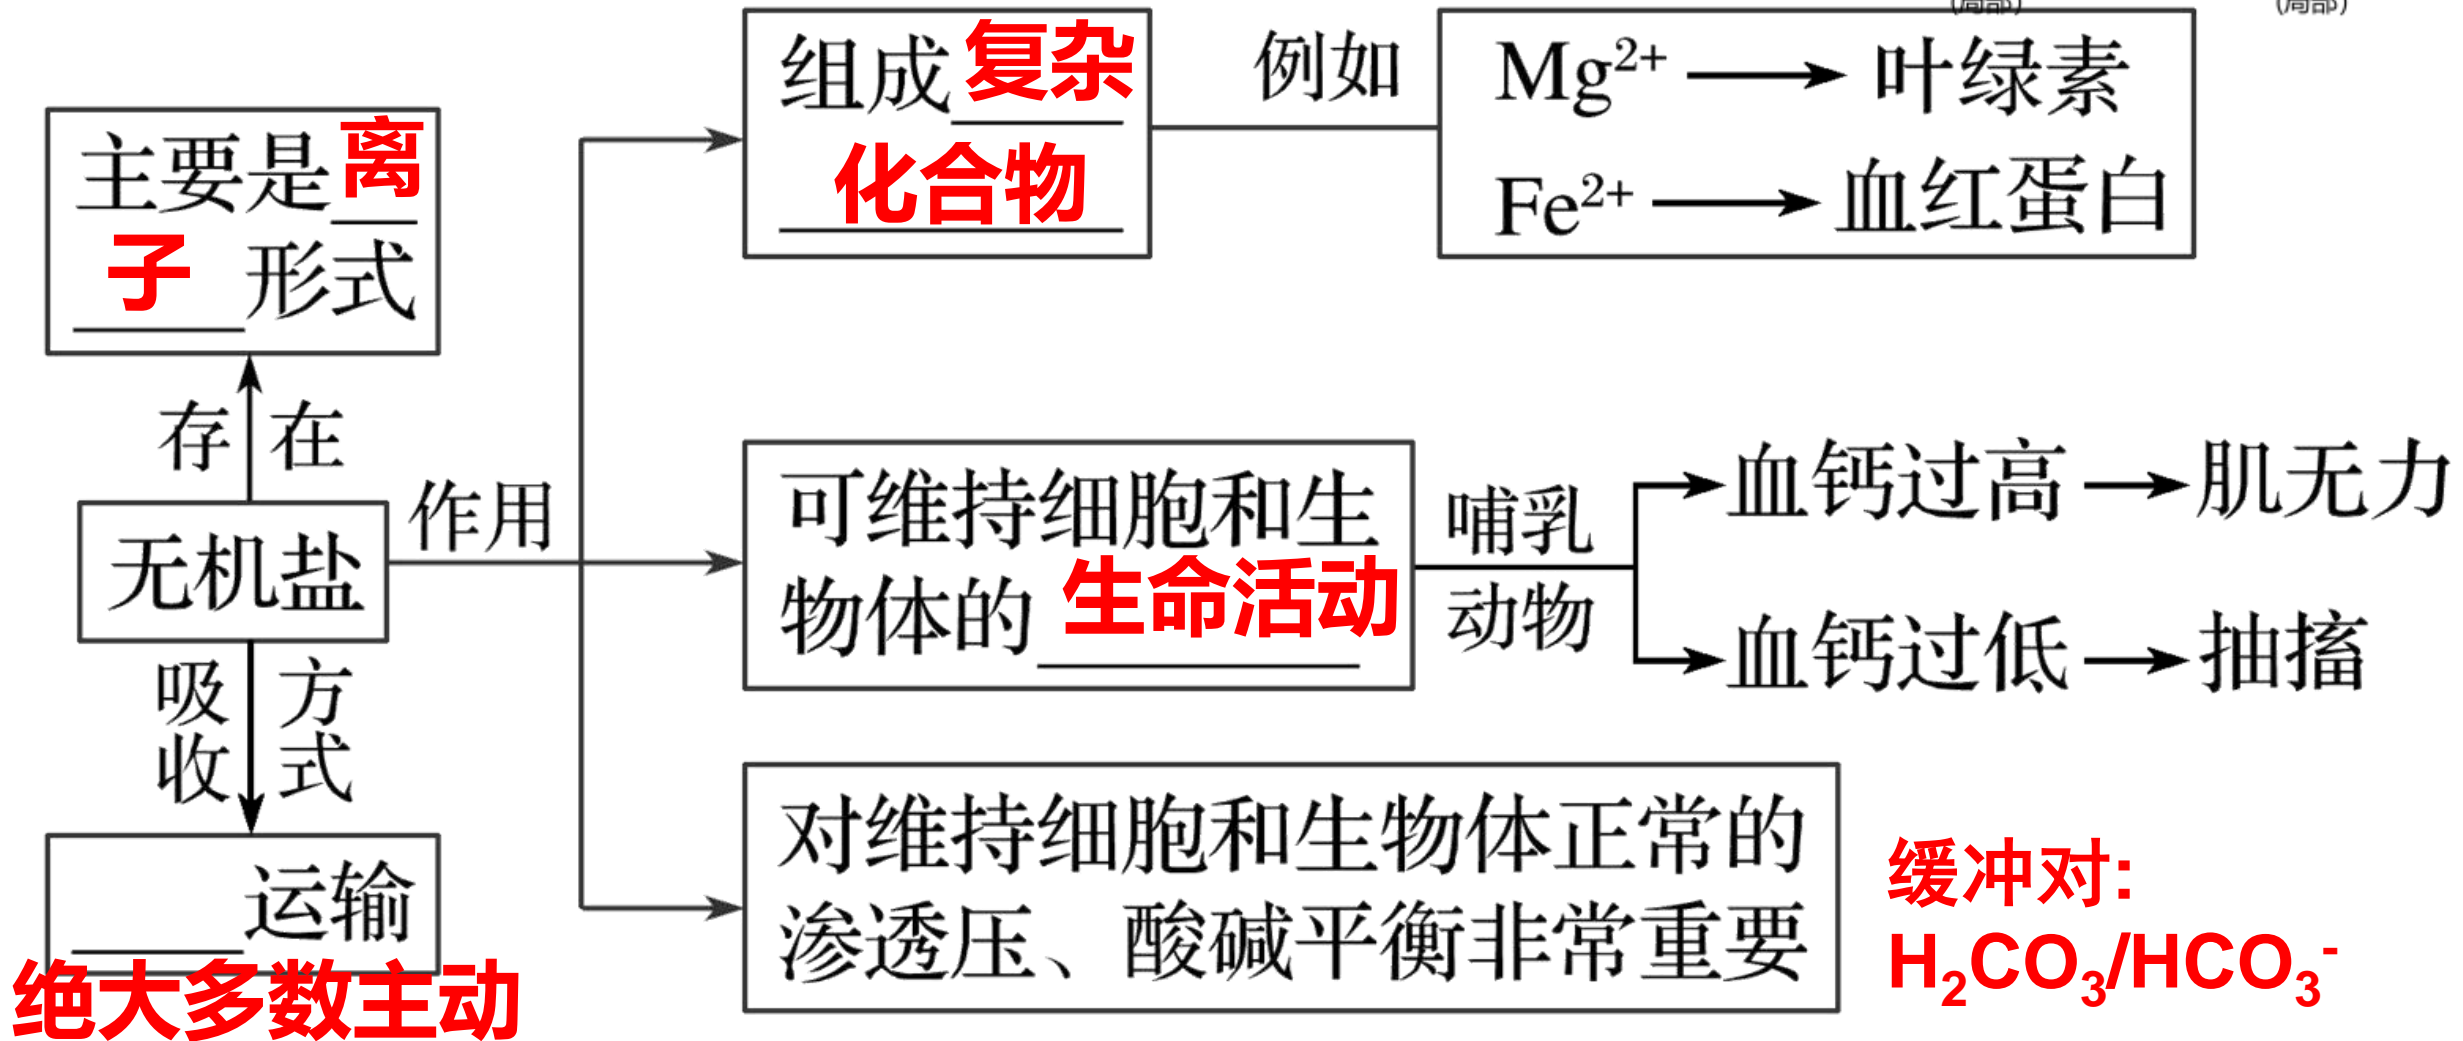 (局部)
(局部)
组成复杂
化合物
例如
Mg²⁺→叶绿素
Fe²⁺→血红蛋白
主要是离
子形式
存在
无机盐
作用
可维持细胞和生
物体的生命活动
哺乳
动物
血钙过高→肌无力
血钙过低→抽搐
吸收方式
运输
绝大多数主动
对维持细胞和生物体正常的
渗透压、酸碱平衡非常重要
缓冲对:
H₂CO₃/HCO₃⁻